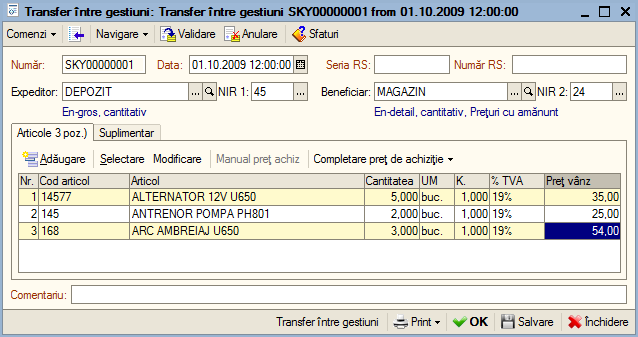 Transfer între gestiuni: Transfer între gestiuni SKY00000001 from 01.10.2009 12:00:00
Comenzi Navigare Validare Anulare Sfaturi
Număr: SKY00000001 Data: 01.10.2009 12:00:00 Seria RS: Număr RS:
Expeditor: DEPOZIT ... NIR 1: 45 ... Beneficiar: MAGAZIN ... NIR 2: 24 ...
En-gros, cantitativ En-detail, cantitativ, Preţuri cu amănunt
Articole 3 poz.) Suplimentar
Adăugare Selectare Modificare Manual preţ achiz Completare preţ de achiziţie
Nr. Cod articol Articol Cantitatea UM K. % TVA Preţ vânz
1 14577 ALTERNATOR 12V U650 5,000 buc. 1,000 19% 35,00
2 145 ANTRENOR POMPA PH801 2,000 buc. 1,000 19% 25,00
3 168 ARC AMBREIAJ U650 3,000 buc. 1,000 19% 54,00
Comentariu:
Transfer între gestiuni Print OK Salvare Închidere